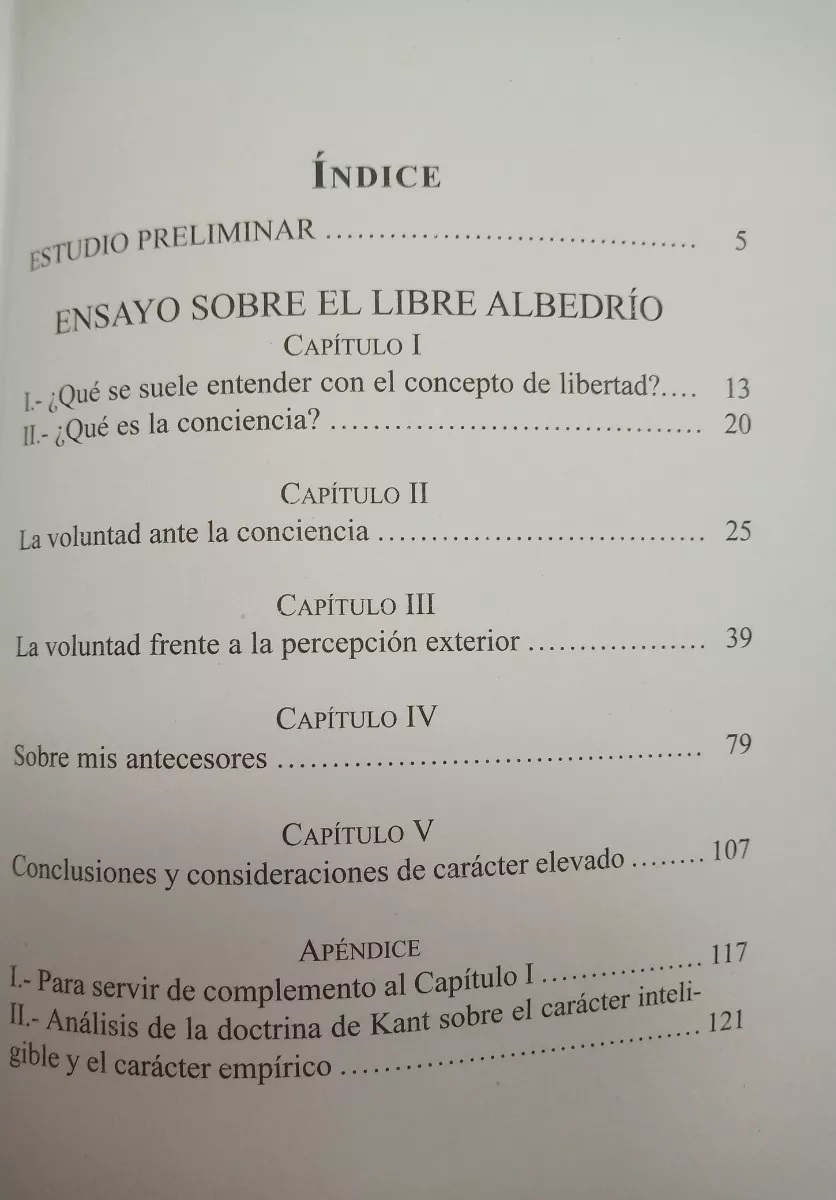 ÍNDICE
ESTUDIO PRELIMINAR ..................................... 5
ENSAYO SOBRE EL LIBRE ALBEDRÍO
CAPÍTULO I
I.- ¿Qué se suele entender con el concepto de libertad?.... 13
II.- ¿Qué es la conciencia? ..................................... 20
CAPÍTULO II
La voluntad ante la conciencia ................................ 25
CAPÍTULO III
La voluntad frente a la percepción exterior .................. 39
CAPÍTULO IV
Sobre mis antecesores .......................................... 79
CAPÍTULO V
Conclusiones y consideraciones de carácter elevado ........ 107
APÉNDICE
I.- Para servir de complemento al Capítulo I ................ 117
II.- Análisis de la doctrina de Kant sobre el carácter inteli-
gible y el carácter empírico .................................... 121